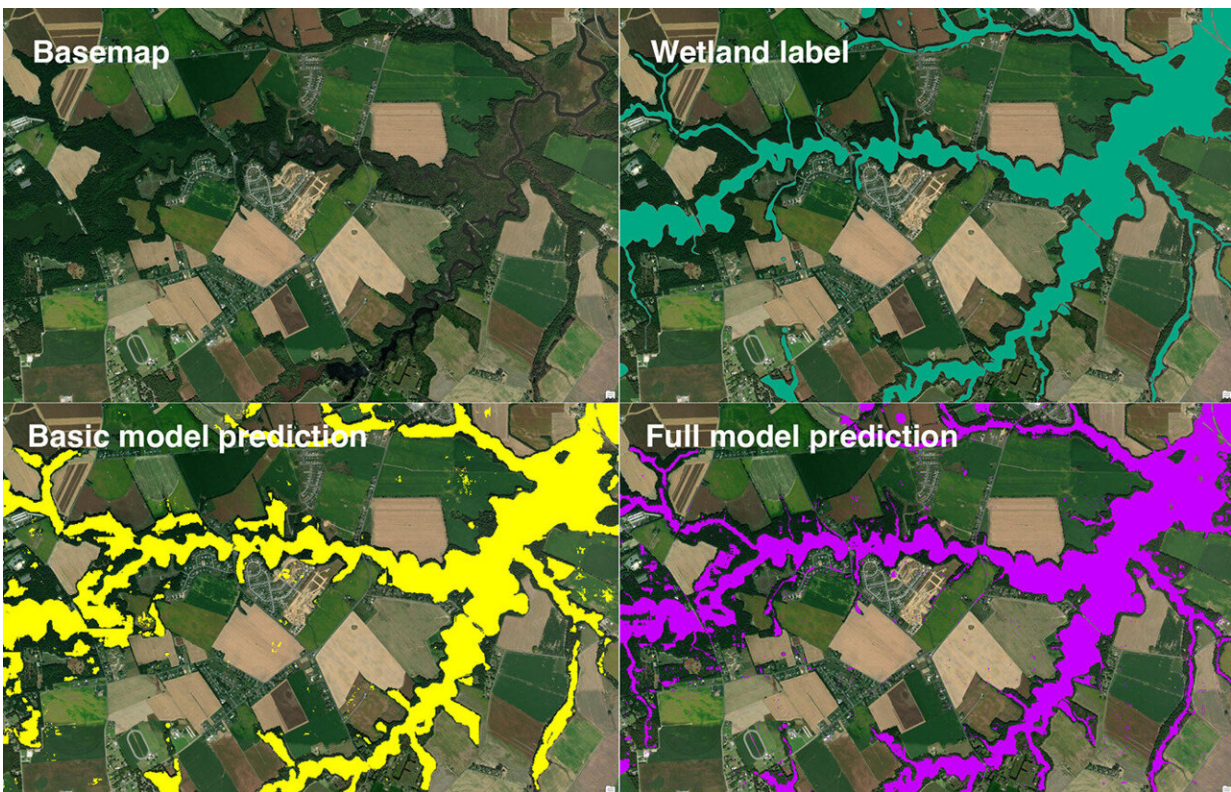 Basemap
Wetland label
Basic model prediction
Full model prediction